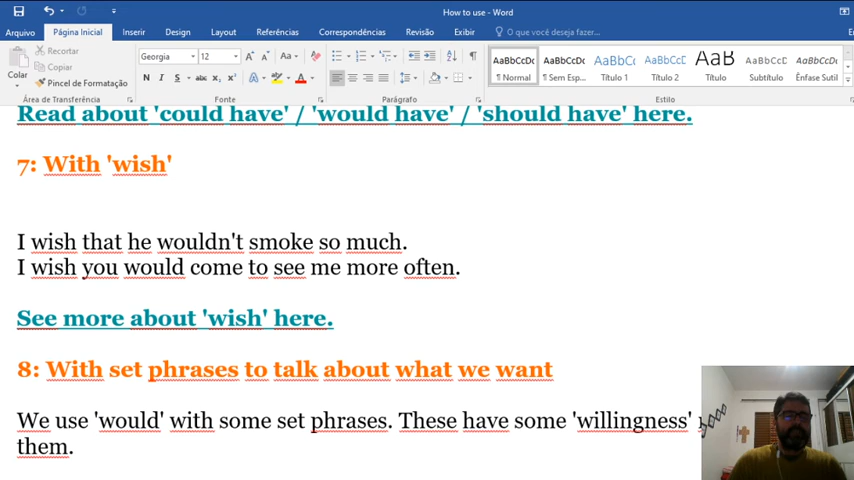 How to use - Word
Arquivo Página Inicial Inserir Design Layout Referências Correspondências Revisão Exibir O que você deseja fazer...
Colar
Recortar
Copiar
Pincel de Formatação
Georgia 12
N I S abc x₂ x²
Aa
Área de Transferência Fonte Parágrafo Estilo
AaBbCcDc AaBbCcDc AaBbC AaBbCcD AaB AaBbCcD AaBbCcDc
¶ Normal ¶ Sem Esp... Título 1 Título 2 Título Subtítulo Ênfase Sutil
Read about 'could have' / 'would have' / 'should have' here.
7: With 'wish'
I wish that he wouldn't smoke so much.
I wish you would come to see me more often.
See more about 'wish' here.
8: With set phrases to talk about what we want
We use 'would' with some set phrases. These have some 'willingness'
them.